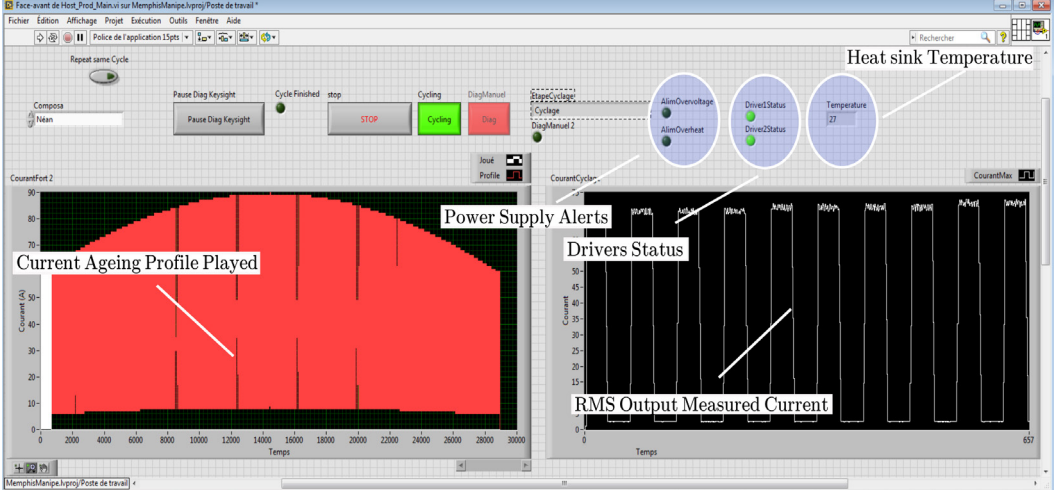 Face-avant de Host_Prod_Main.vi sur MemphisManipe.lvproj/Poste de travail *
Fichier Édition Affichage Projet Exécution Outils Fenêtre Aide
Police de l'application 15pts
Rechercher
Repeat same Cycle
Heat sink Temperature
Composa
Néan
Pause Diag Keysight
Pause Diag Keysight
Cycle Finished
stop
STOP
Cycling
Cycling
DiagManuel
Diag
EtapeCyclage
Cyclage
DiagManuel 2
AlimOvervoltage
AlimOverheat
Driver1Status
Driver2Status
Temperature
27
Joué
Profile
CourantFort 2
CourantCyclage
CourantMax
Power Supply Alerts
Drivers Status
Current Ageing Profile Played
RMS Output Measured Current
Courant (A)
90
80
70
50
40
30
20
10
0
0 2000 4000 6000 8000 10000 12000 14000 16000 18000 20000 22000 24000 26000 28000 30000
Temps
Courant
50
45
40
35
30
25
20
15
0
0 657
Temps
MemphisManipe.lvproj/Poste de travail